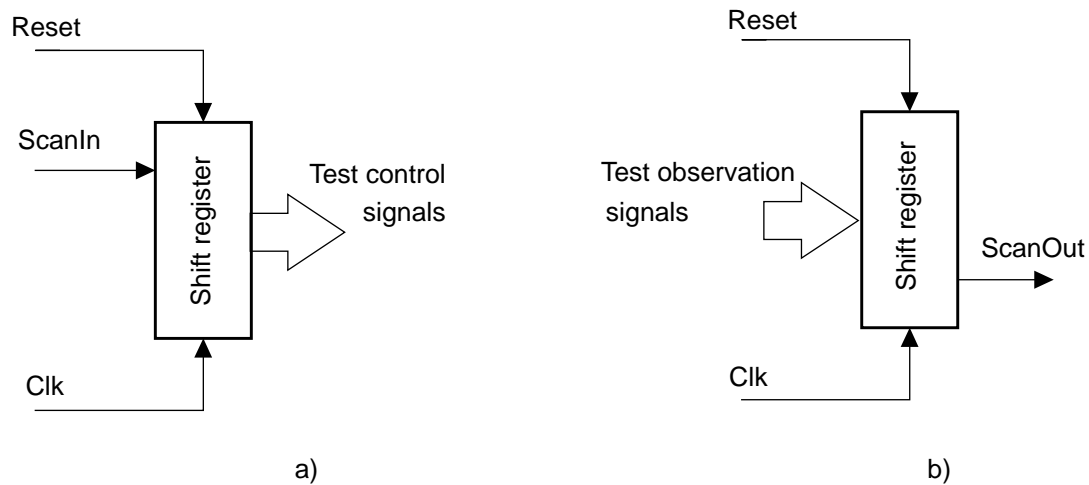 Reset
ScanIn
Shift register
Test control
signals
Clk
a)
Reset
Test observation
signals
Shift register
ScanOut
Clk
b)